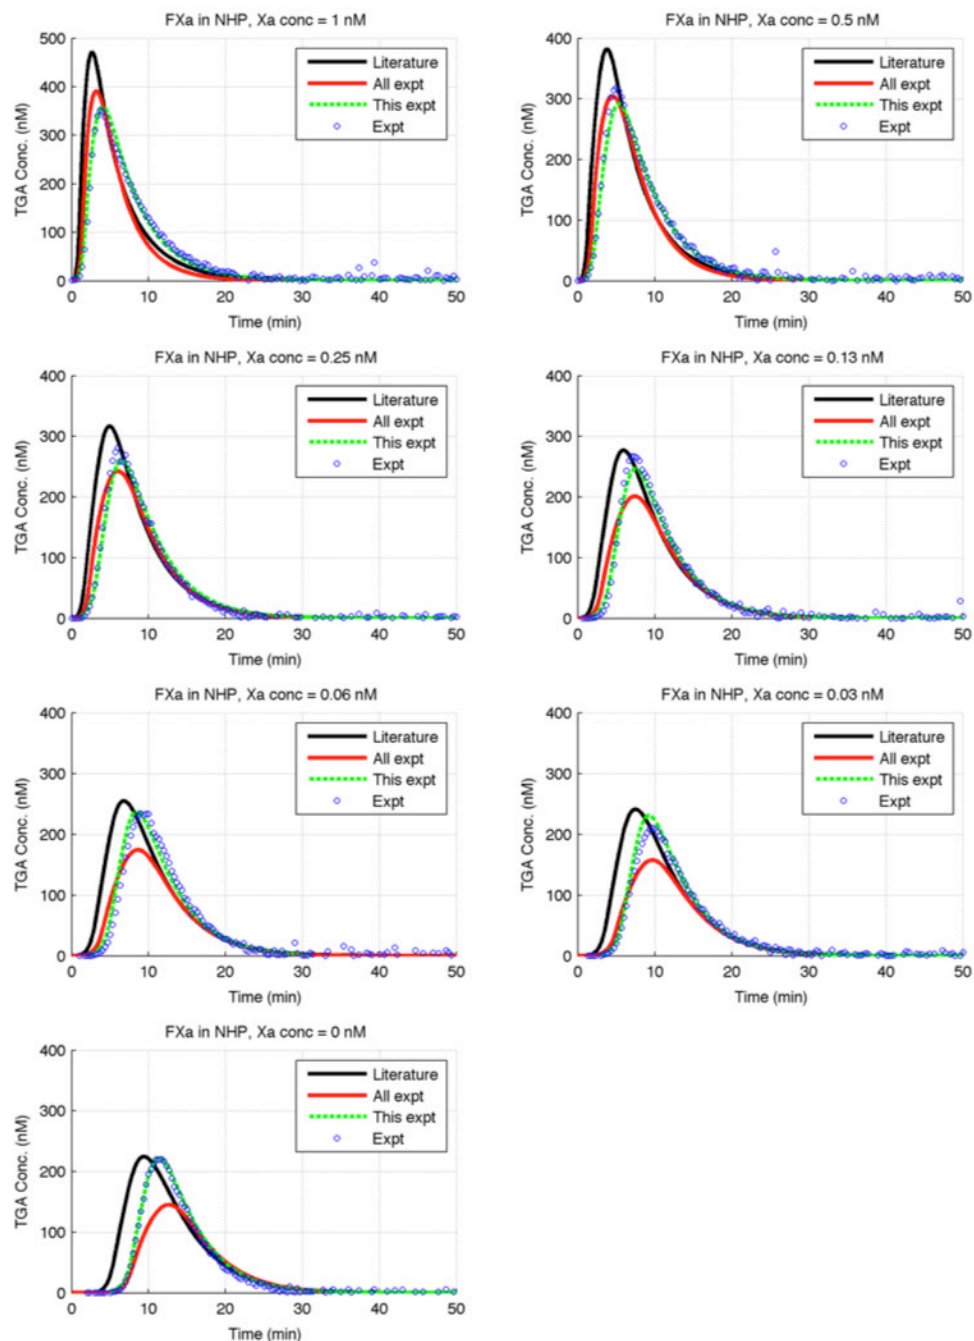 FXa in NHP, Xa conc = 1 nM
500
400
300
200
100
0
TGA Conc. (nM)
Literature
All expt
This expt
Expt
0 10 20 30 40 50
Time (min)
FXa in NHP, Xa conc = 0.5 nM
400
300
200
100
0
TGA Conc. (nM)
Literature
All expt
This expt
Expt
0 10 20 30 40 50
Time (min)
FXa in NHP, Xa conc = 0.25 nM
400
300
200
100
0
TGA Conc. (nM)
Literature
All expt
This expt
Expt
0 10 20 30 40 50
Time (min)
FXa in NHP, Xa conc = 0.13 nM
400
300
200
100
0
TGA Conc. (nM)
Literature
All expt
This expt
Expt
0 10 20 30 40 50
Time (min)
FXa in NHP, Xa conc = 0.06 nM
400
300
200
100
0
TGA Conc. (nM)
Literature
All expt
This expt
Expt
0 10 20 30 40 50
Time (min)
FXa in NHP, Xa conc = 0.03 nM
400
300
200
100
0
TGA Conc. (nM)
Literature
All expt
This expt
Expt
0 10 20 30 40 50
Time (min)
FXa in NHP, Xa conc = 0 nM
400
300
200
100
0
TGA Conc. (nM)
Literature
All expt
This expt
Expt
0 10 20 30 40 50
Time (min)